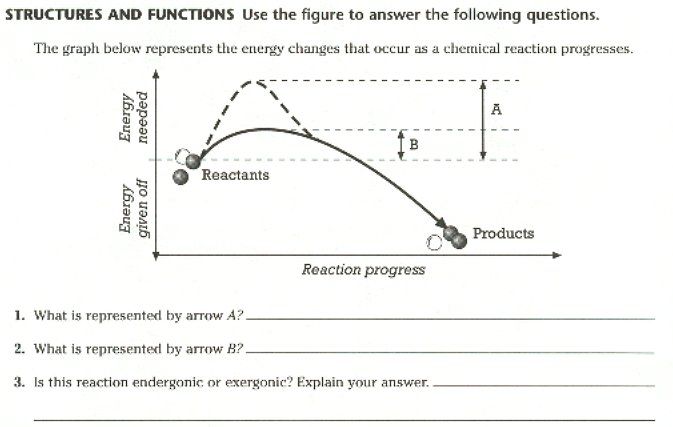 STRUCTURES AND FUNCTIONS Use the figure to answer the following questions.
The graph below represents the energy changes that occur as a chemical reaction progresses.
Energy
needed
A
B
Reactants
Energy
given off
Products
Reaction progress
1. What is represented by arrow A?
2. What is represented by arrow B?
3. Is this reaction endergonic or exergonic? Explain your answer.